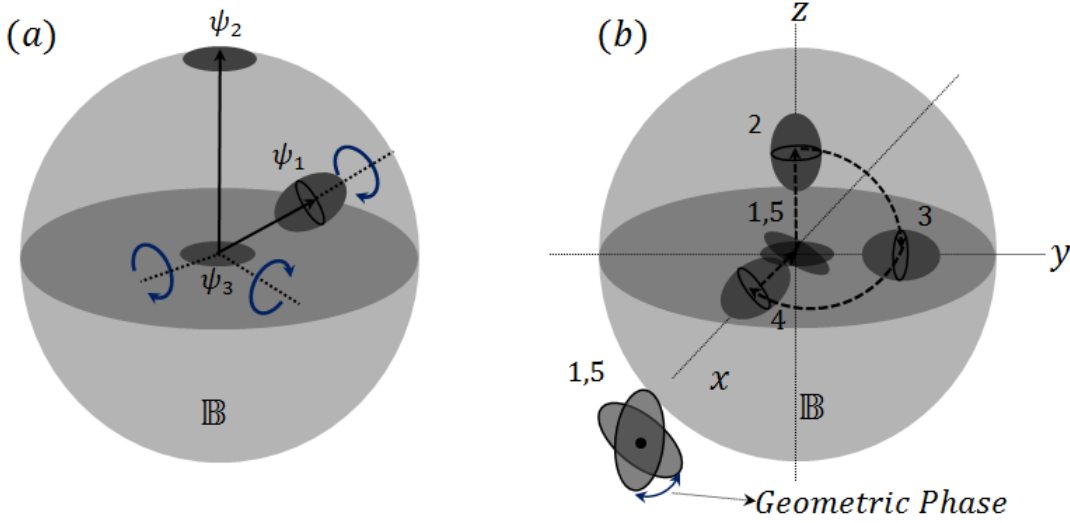 (a)
ψ₂
ψ₁
ψ₃
𝔹
(b)
z
2
1,5
3
y
4
x
1,5
𝔹
Geometric Phase